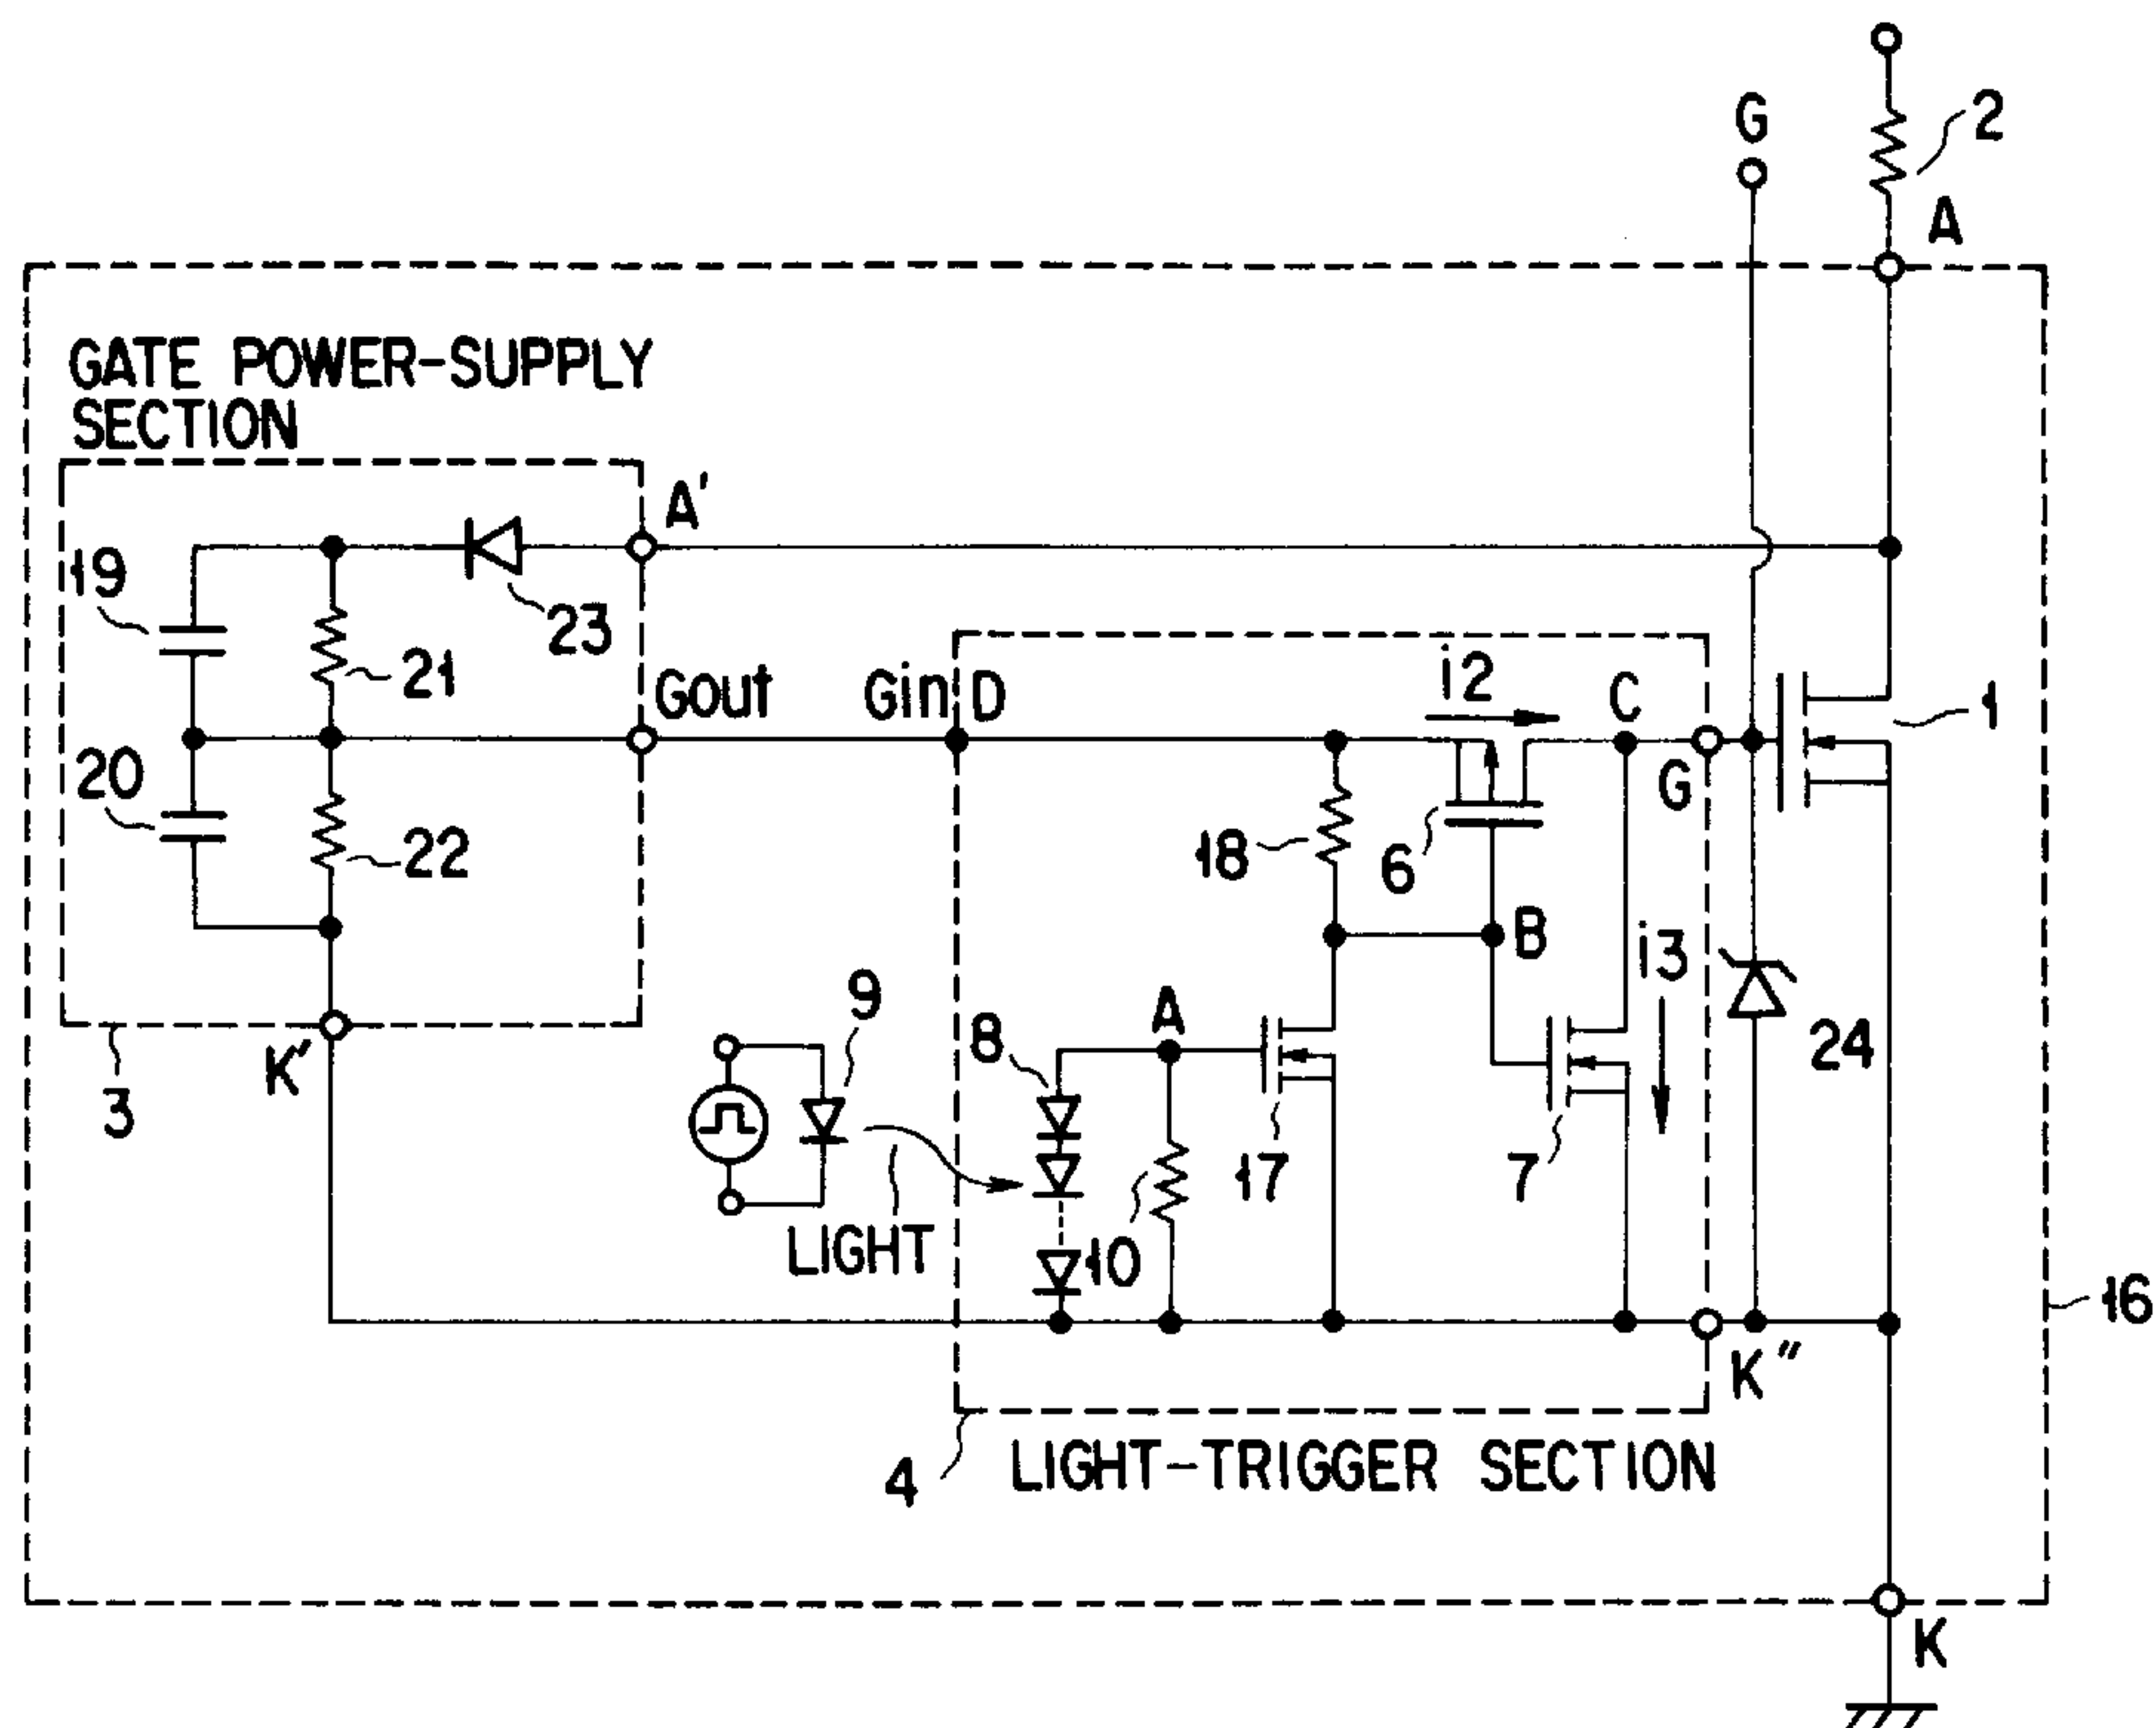 2
G
A
GATE POWER-SUPPLY
SECTION
A'
19
23
21
Gout
Gin
D
i2
C
1
20
G
22
18
6
B
i3
9
8
A
24
K'
3
17
7
LIGHT
10
16
K"
4
LIGHT-TRIGGER SECTION
K